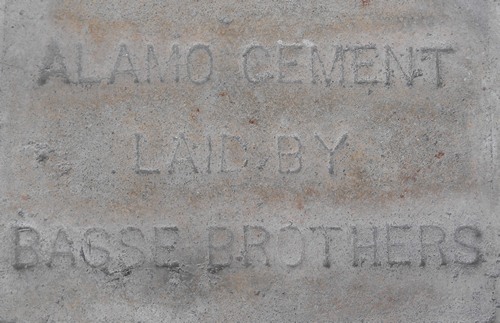 ALAMO CEMENT
LAID BY
BASSE BROTHERS